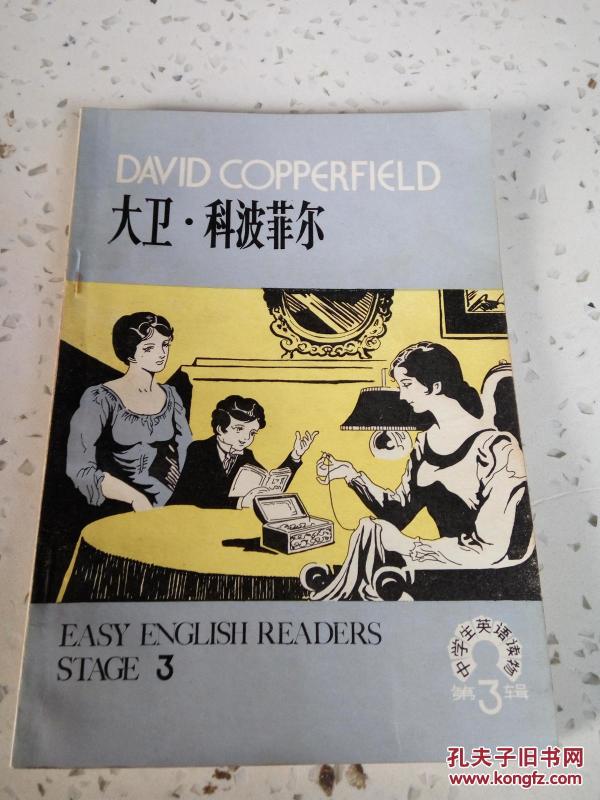 DAVID COPPERFIELD
大卫·科波菲尔
EASY ENGLISH READERS
STAGE 3
中学生英语读物
第3辑
孔夫子旧书网
www.kongfz.com